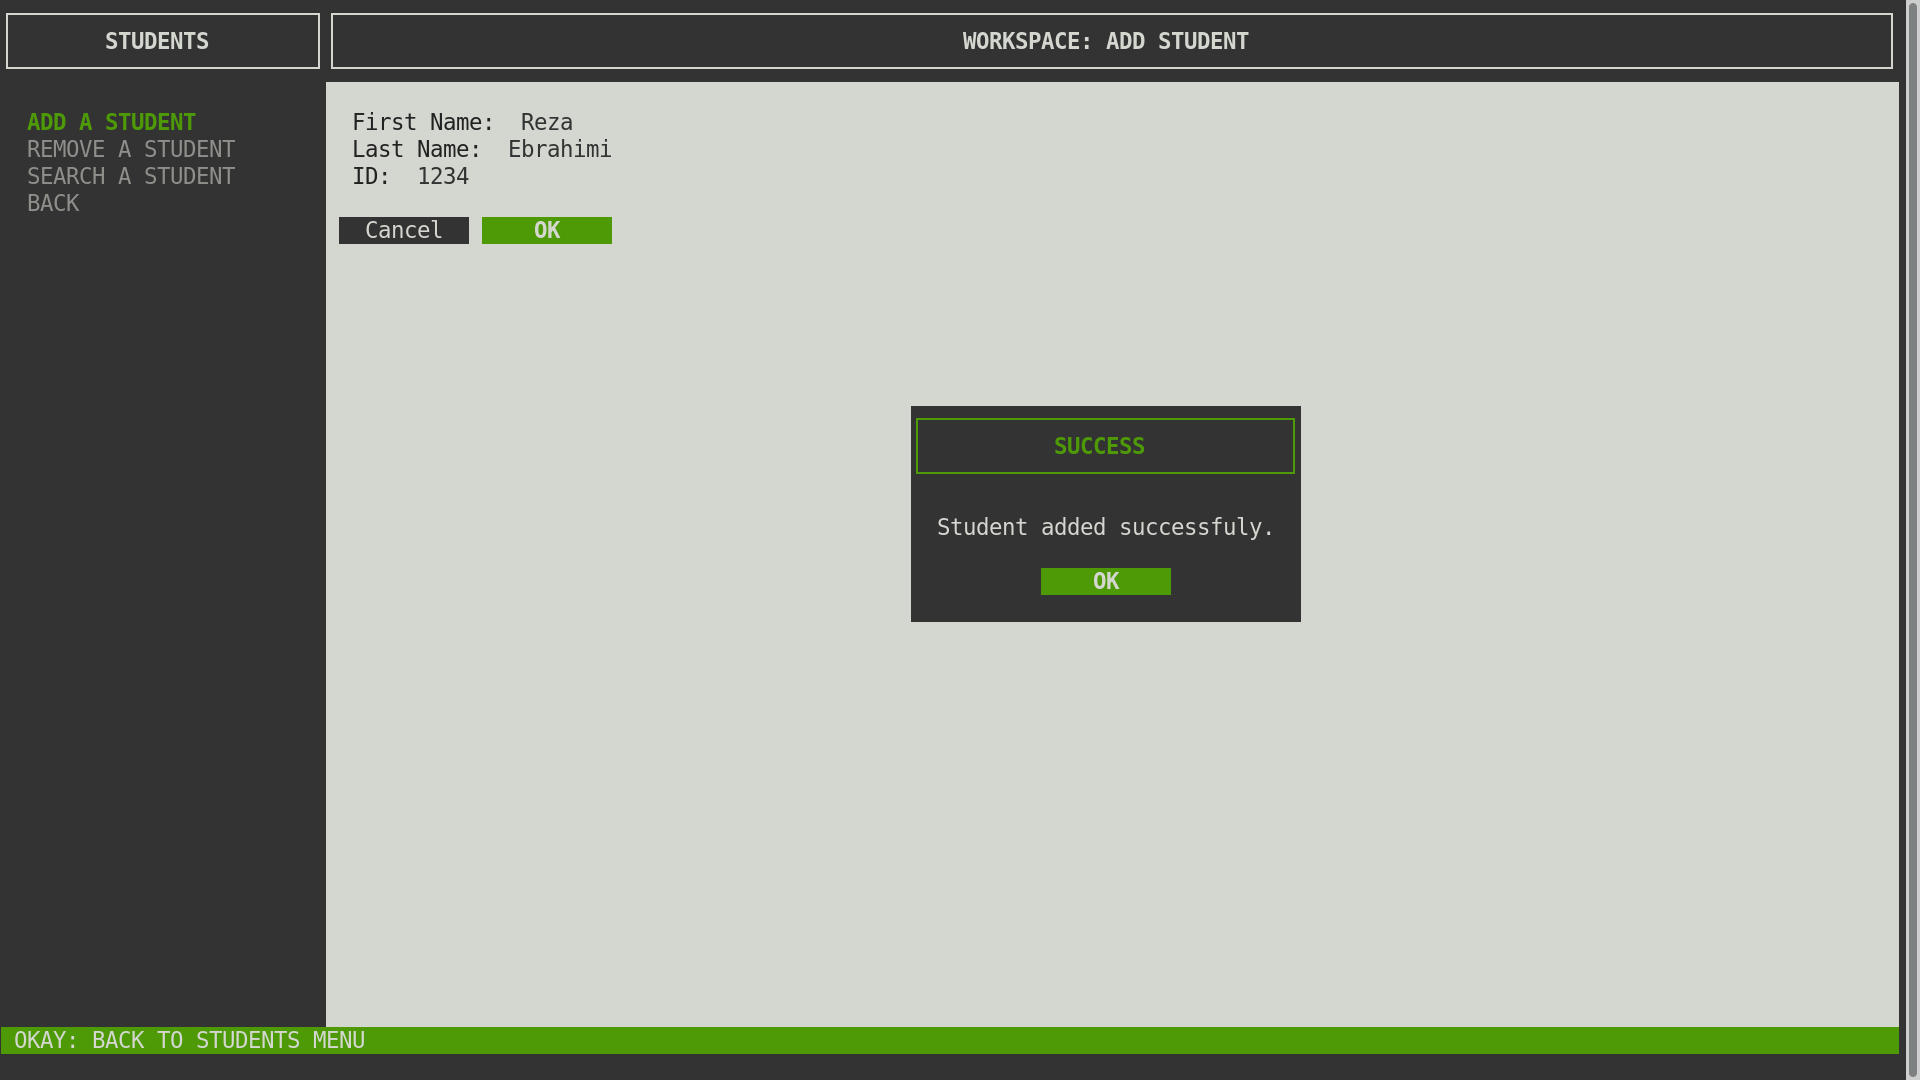 STUDENTS
WORKSPACE: ADD STUDENT
ADD A STUDENT
REMOVE A STUDENT
SEARCH A STUDENT
BACK
First Name: Reza
Last Name: Ebrahimi
ID: 1234
Cancel OK
SUCCESS
Student added successfuly.
OK
OKAY: BACK TO STUDENTS MENU